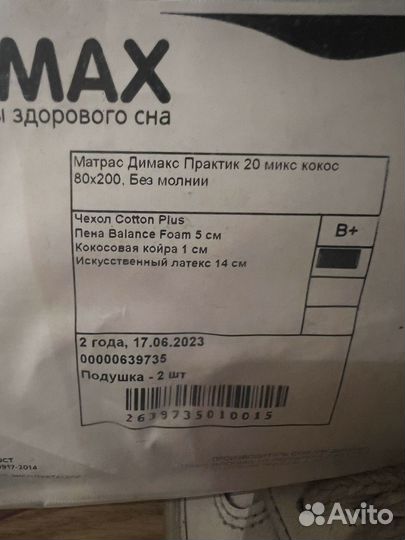 MAX
ы здорового сна
Матрас Димакс Практик 20 микс кокос
80x200, Без молнии
Чехол Cotton Plus
Пена Balance Foam 5 см
Кокосовая койра 1 см
Искусственный латекс 14 см
B+
2 года, 17.06.2023
00000639735
Подушка - 2 шт
2639735010015
917-2014
Avito